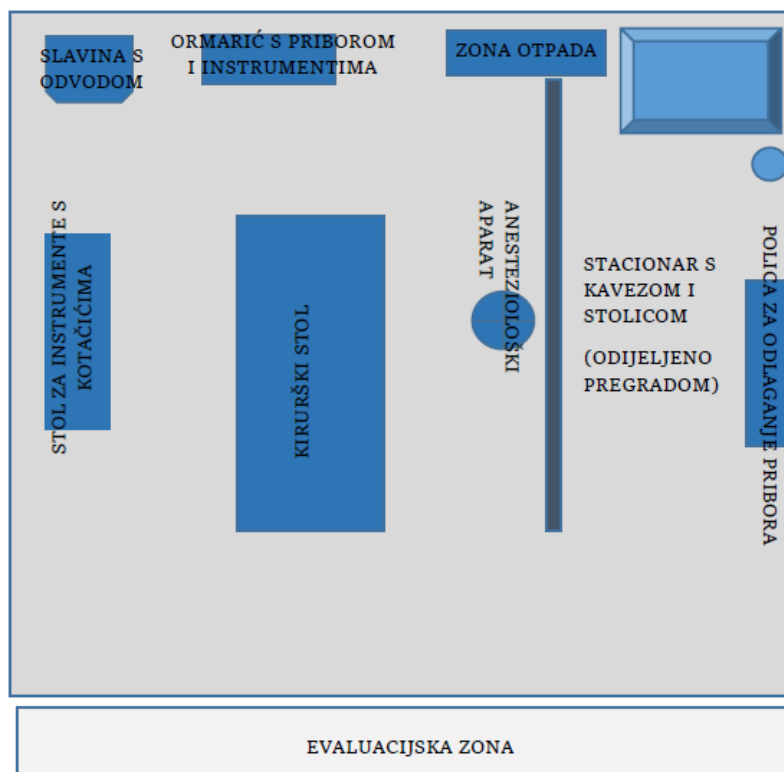 SLAVINA S
ODVODOM
ORMARIĆ S PRIBOROM
I INSTRUMENTIMA
ZONA OTPADA
STOL ZA INSTRUMENTE S
KOTAČIĆIMA
KIRURŠKI STOL
ANESTEZIOLOŠKI
APARAT
STACIONAR S
KAVEZOM I
STOLICOM
(ODIJELJENO
PREGRADOM)
POLICA ZA ODLAGANJE PRIBORA
EVALUACIJSKA ZONA